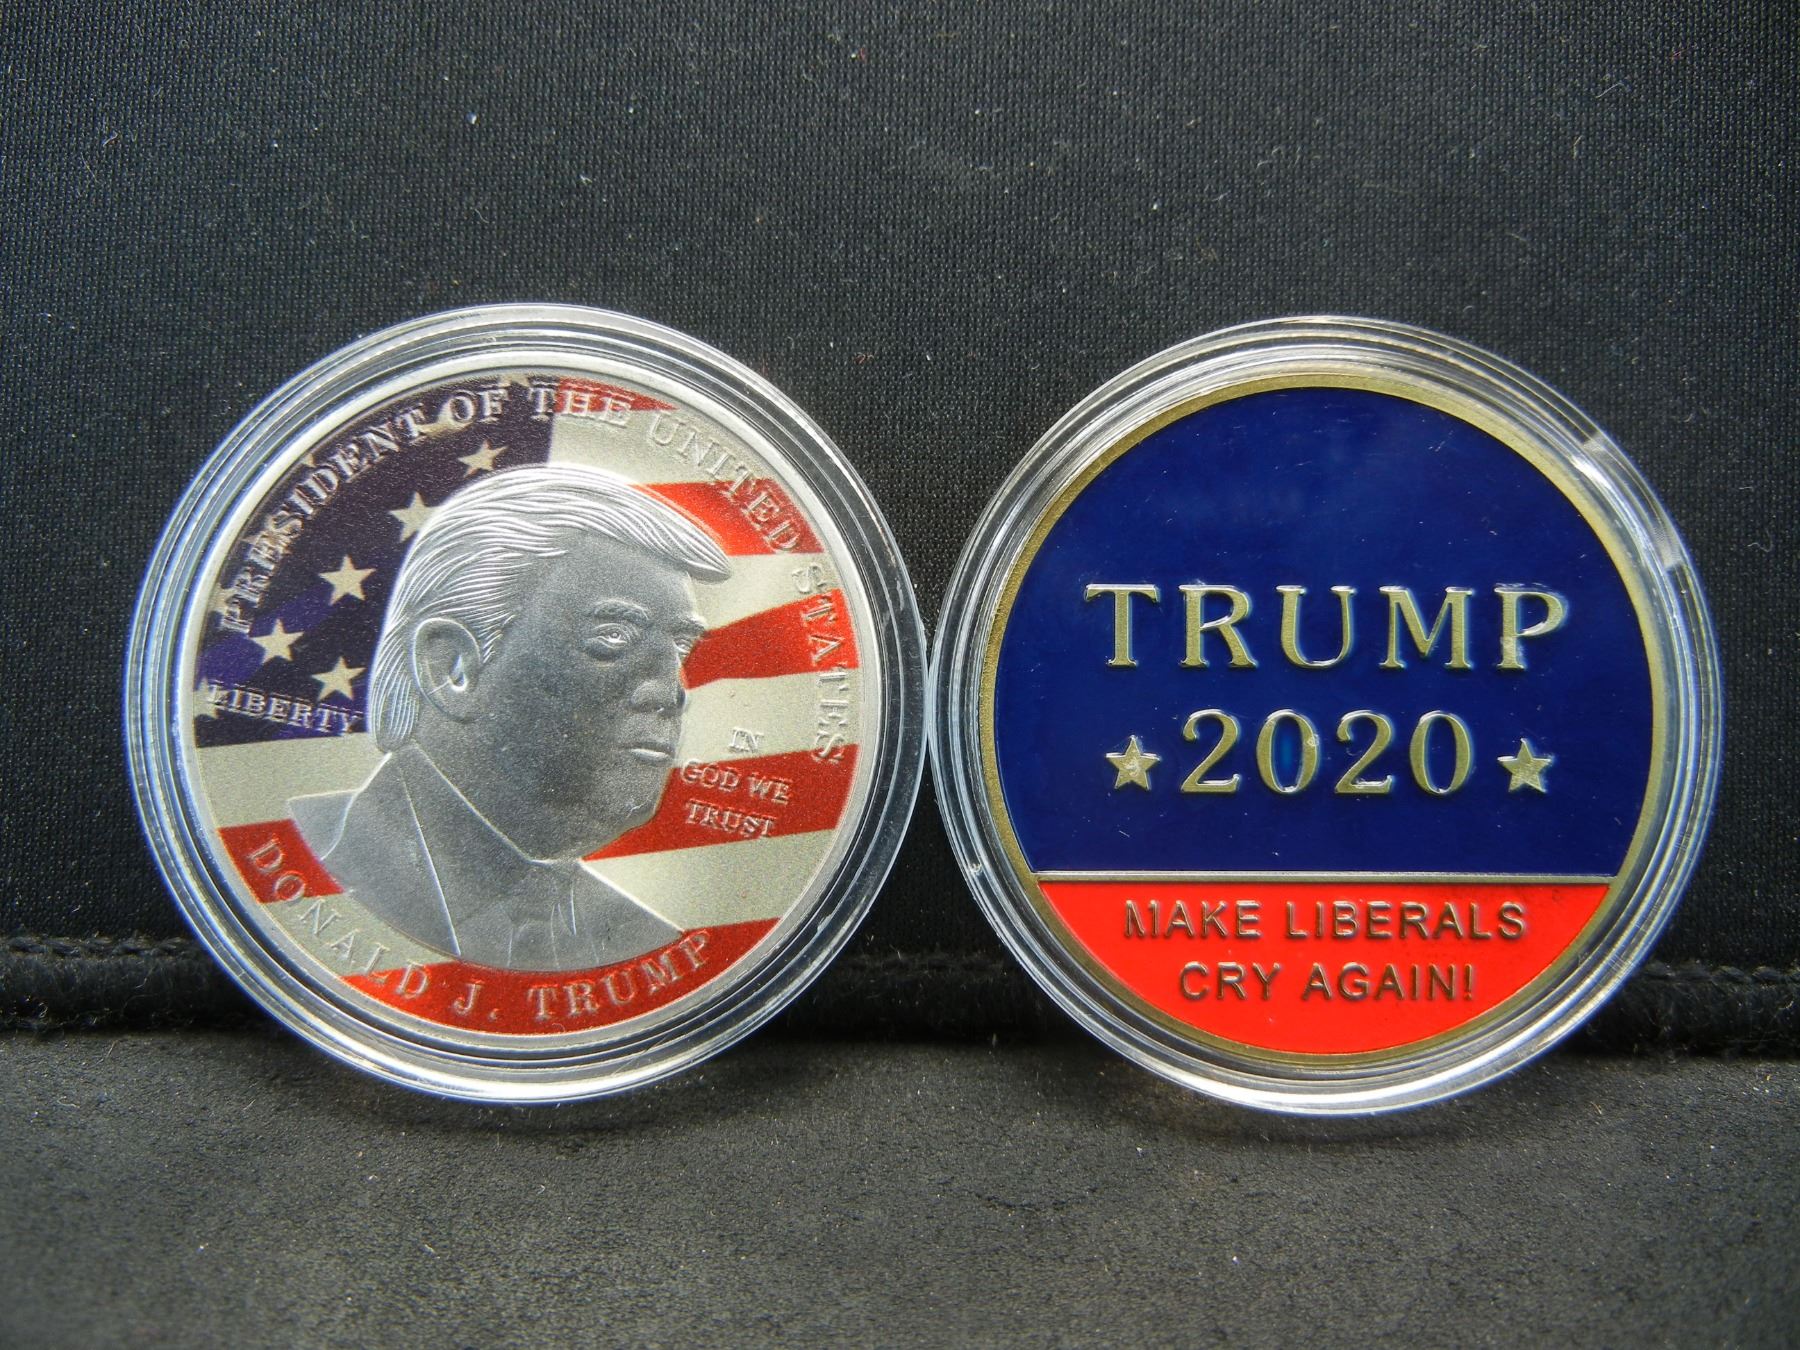 PRESIDENT OF THE UNITED STATES
LIBERTY
IN
GOD WE
TRUST
DONALD J. TRUMP
TRUMP
2020
MAKE LIBERALS
CRY AGAIN!